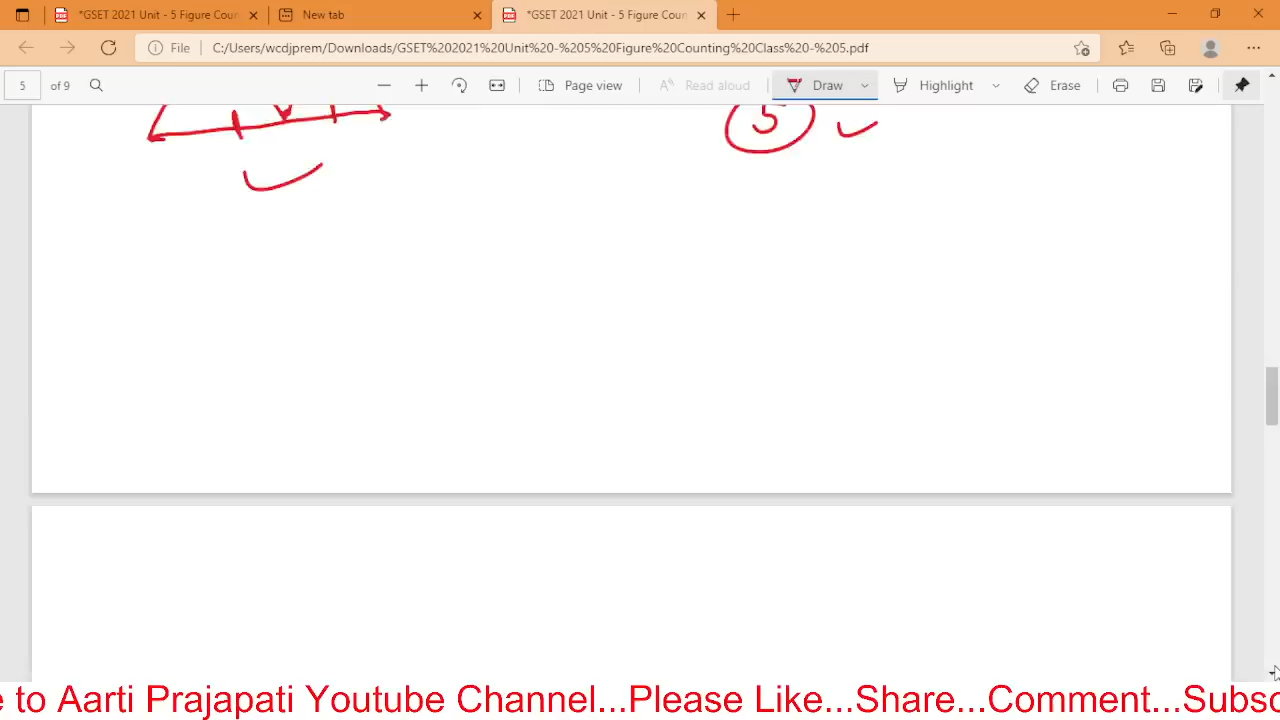 *GSET 2021 Unit - 5 Figure Coun
New tab
*GSET 2021 Unit - 5 Figure Coun
File
C:/Users/wcdjprem/Downloads/GSET%202021%20Unit%20-%205%20Figure%20Counting%20Class%20-%205.pdf
5 of 9
Page view
Read aloud
Draw
Highlight
Erase
5
e to Aarti Prajapati Youtube Channel...Please Like...Share...Comment...Subsc